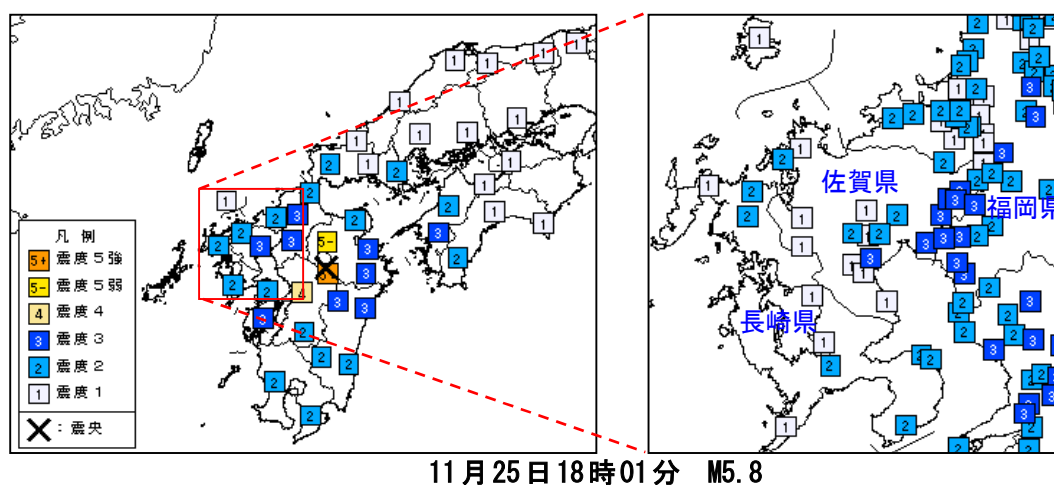 凡例
5+ 震度5強
5- 震度5弱
4 震度4
3 震度3
2 震度2
1 震度1
×:震央
佐賀県
福岡県
長崎県
11月25日18時01分 M5.8